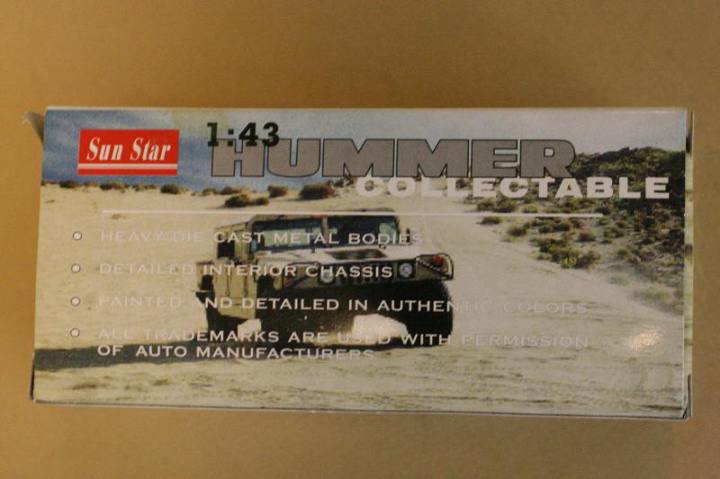 Sun Star
1:43
HUMMER
COLLECTABLE
HEAVY DIE CAST METAL BODIES
DETAILED INTERIOR CHASSIS
PAINTED AND DETAILED IN AUTHENTIC COLORS
ALL TRADEMARKS ARE USED WITH PERMISSION
OF AUTO MANUFACTURERS